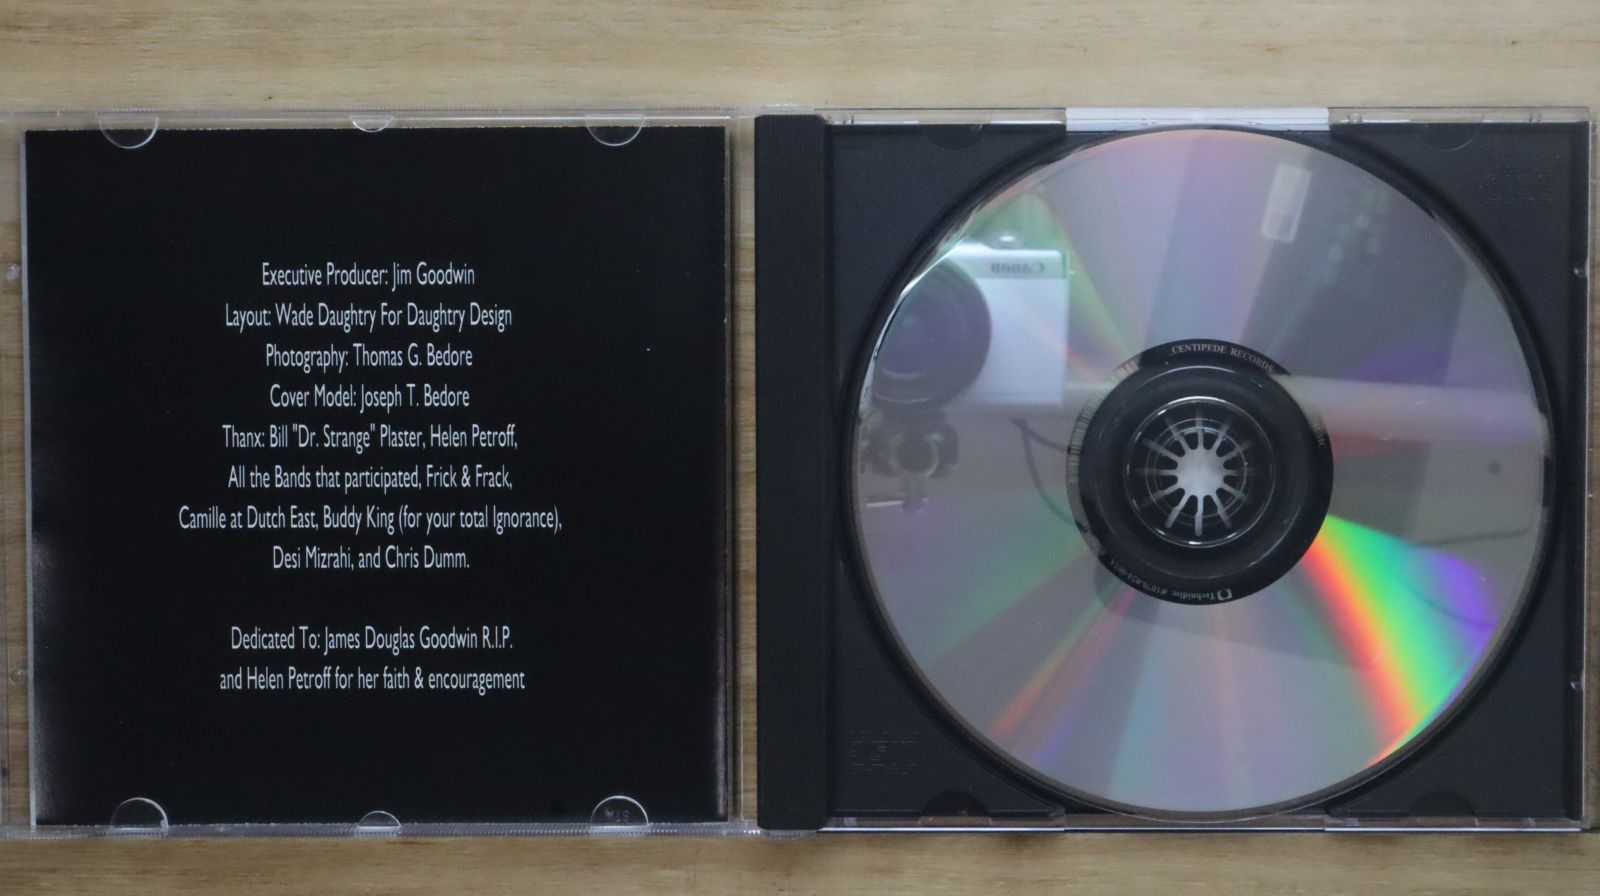 Executive Producer: Jim Goodwin
Layout: Wade Daughtry For Daughtry Design
Photography: Thomas G. Bedore
Cover Model: Joseph T. Bedore
Thanx: Bill "Dr. Strange" Plaster, Helen Petroff,
All the Bands that participated, Frick & Frack,
Camille at Dutch East, Buddy King (for your total Ignorance),
Desi Mizrahi, and Chris Dumm.
Dedicated To: James Douglas Goodwin R.I.P.
and Helen Petroff for her faith & encouragement
Canon
CENTIPEDE RECORDS
Technidisc